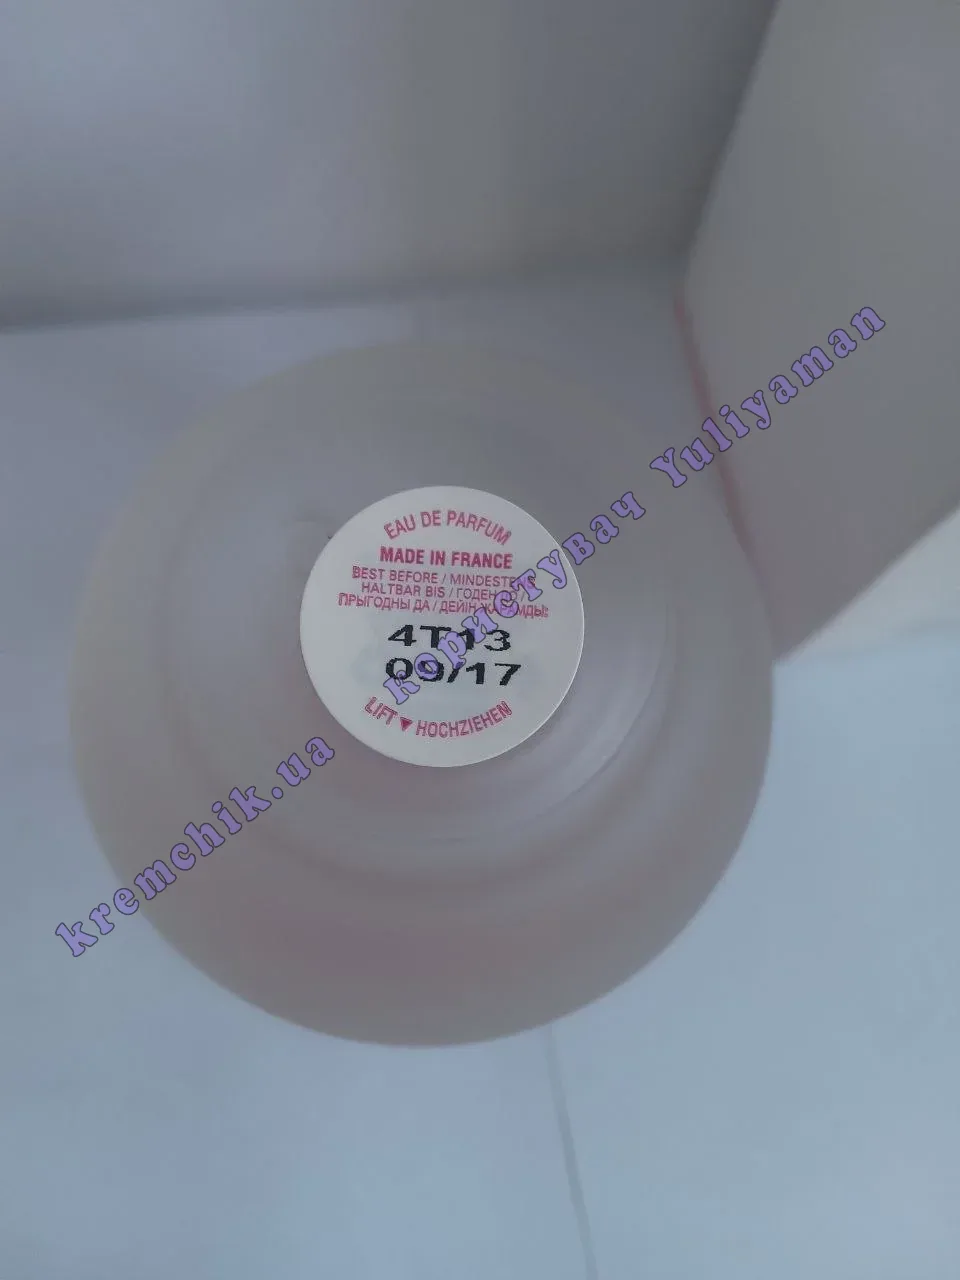 EAU DE PARFUM
MADE IN FRANCE
BEST BEFORE / MINDESTENS
HALTBAR BIS / ГОДЕН
ПРЫГОДНЫ ДА / ДЕЙІН ЖАРАМДЫ:
4T13
09/17
LIFT ▼ HOCHZIEHEN
kremchik.ua користувач Yuliyaman